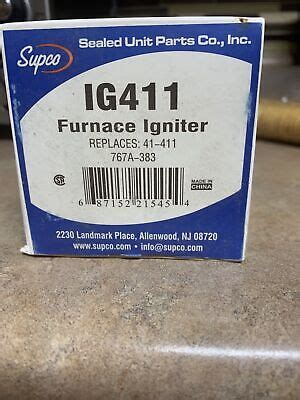 Supco
Sealed Unit Parts Co., Inc.
IG411
Furnace Igniter
REPLACES: 41-411
767A-383
MADE IN
CHINA
6 87152 21545 4
2230 Landmark Place, Allenwood, NJ 08720
www.supco.com • info@supco.com